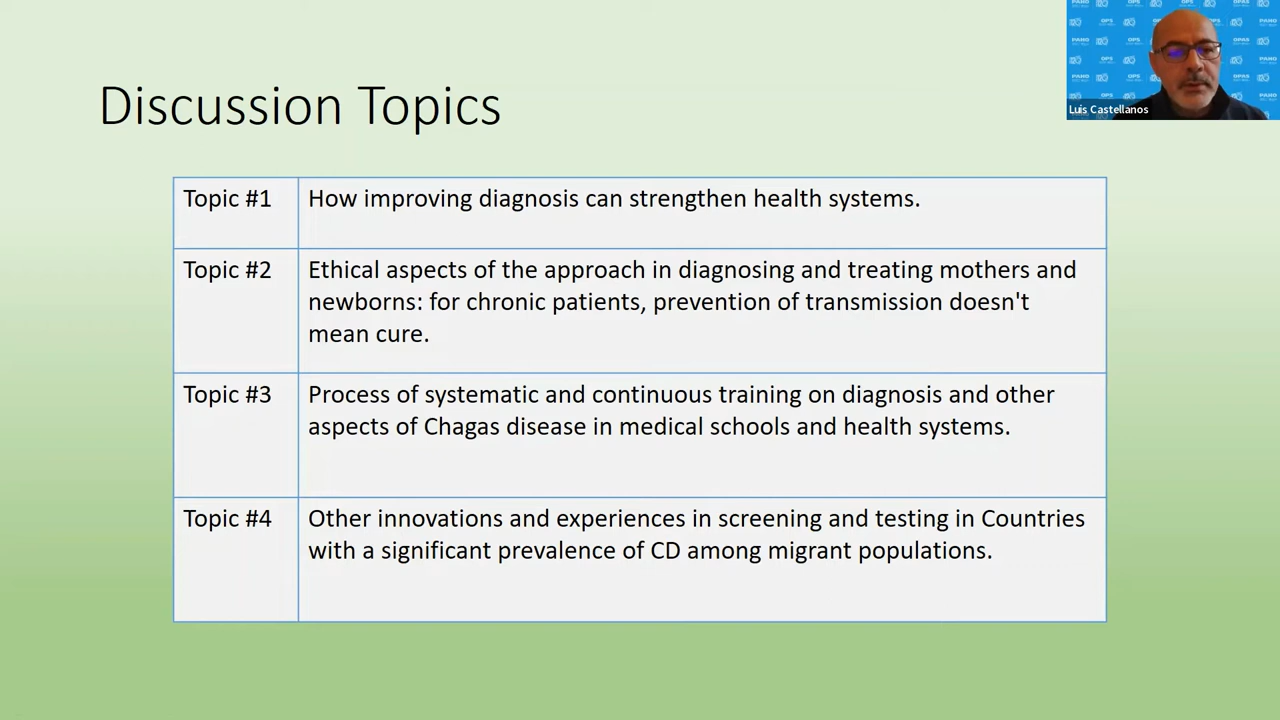 PAHO
OPS
OPAS
PAHO
Luis Castellanos
Discussion Topics
Topic #1
How improving diagnosis can strengthen health systems.
Topic #2
Ethical aspects of the approach in diagnosing and treating mothers and
newborns: for chronic patients, prevention of transmission doesn't
mean cure.
Topic #3
Process of systematic and continuous training on diagnosis and other
aspects of Chagas disease in medical schools and health systems.
Topic #4
Other innovations and experiences in screening and testing in Countries
with a significant prevalence of CD among migrant populations.